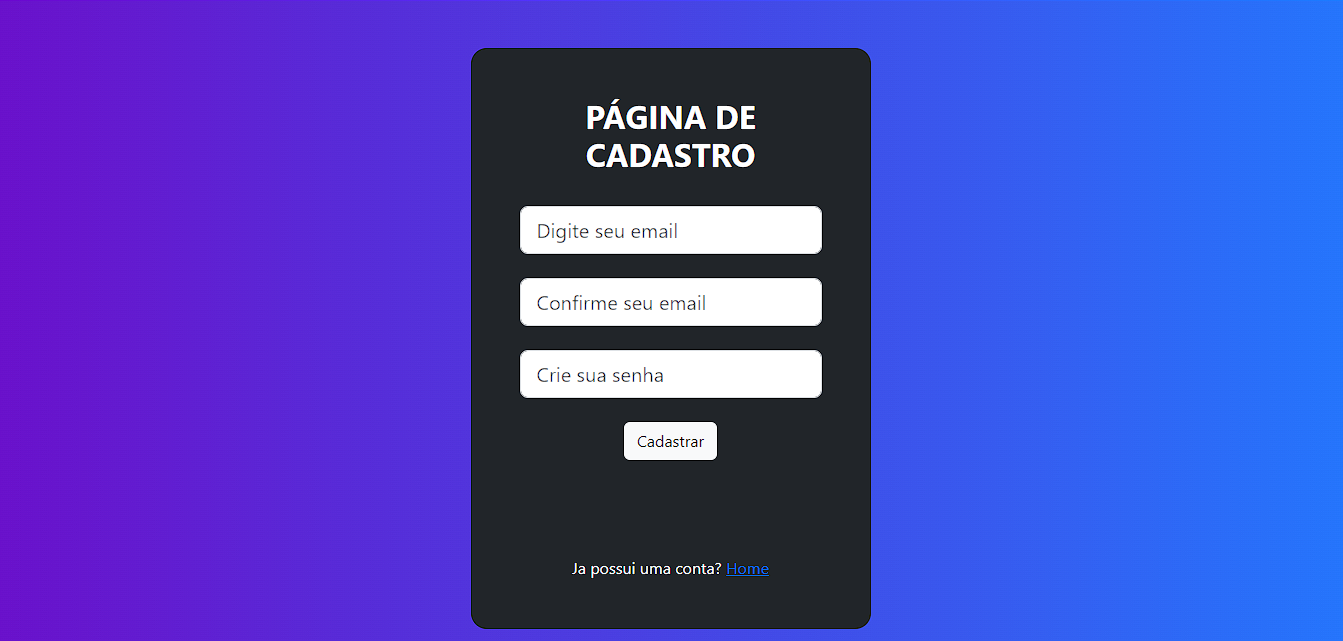 PÁGINA DE
CADASTRO
Digite seu email
Confirme seu email
Crie sua senha
Cadastrar
Ja possui uma conta? Home